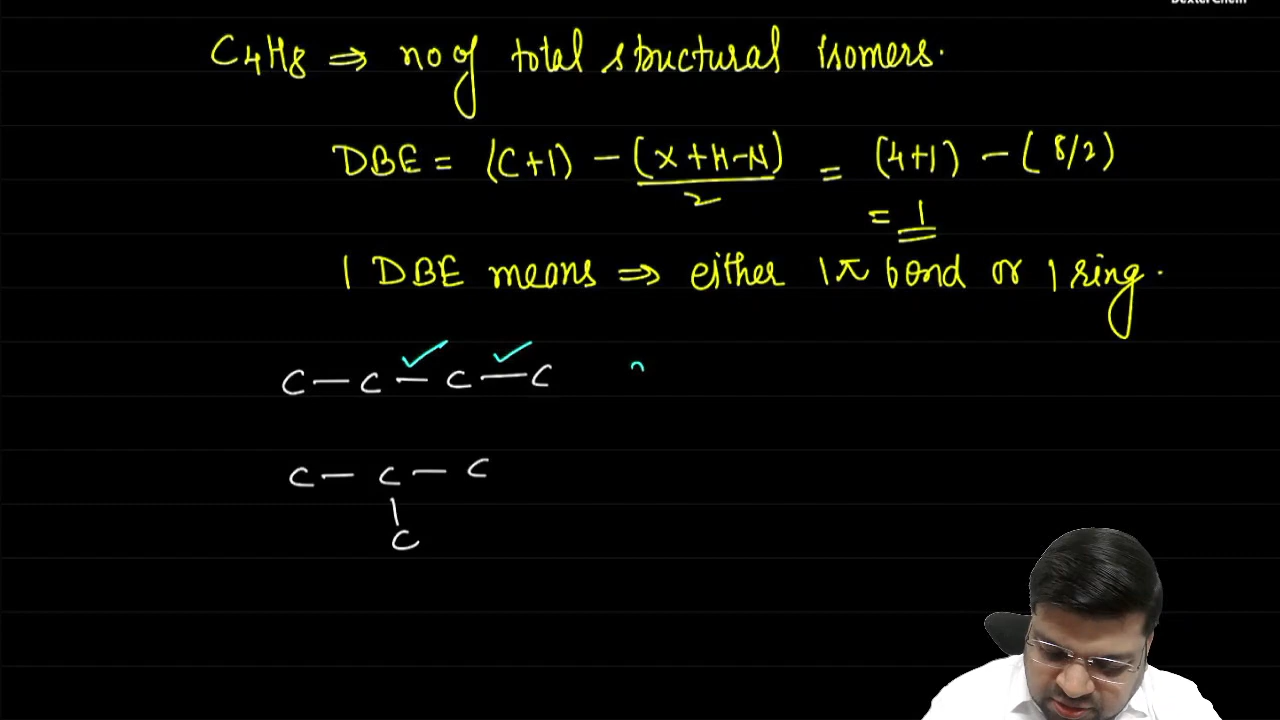 DexterChem
C4H8 ⇒ no of total structural isomers.
DBE = (C+1) – (X+H–N)/2 = (4+1) – (8/2)
= 1
1 DBE means ⇒ either 1π bond or 1 ring.
C – C – C – C
C – C – C
|
C